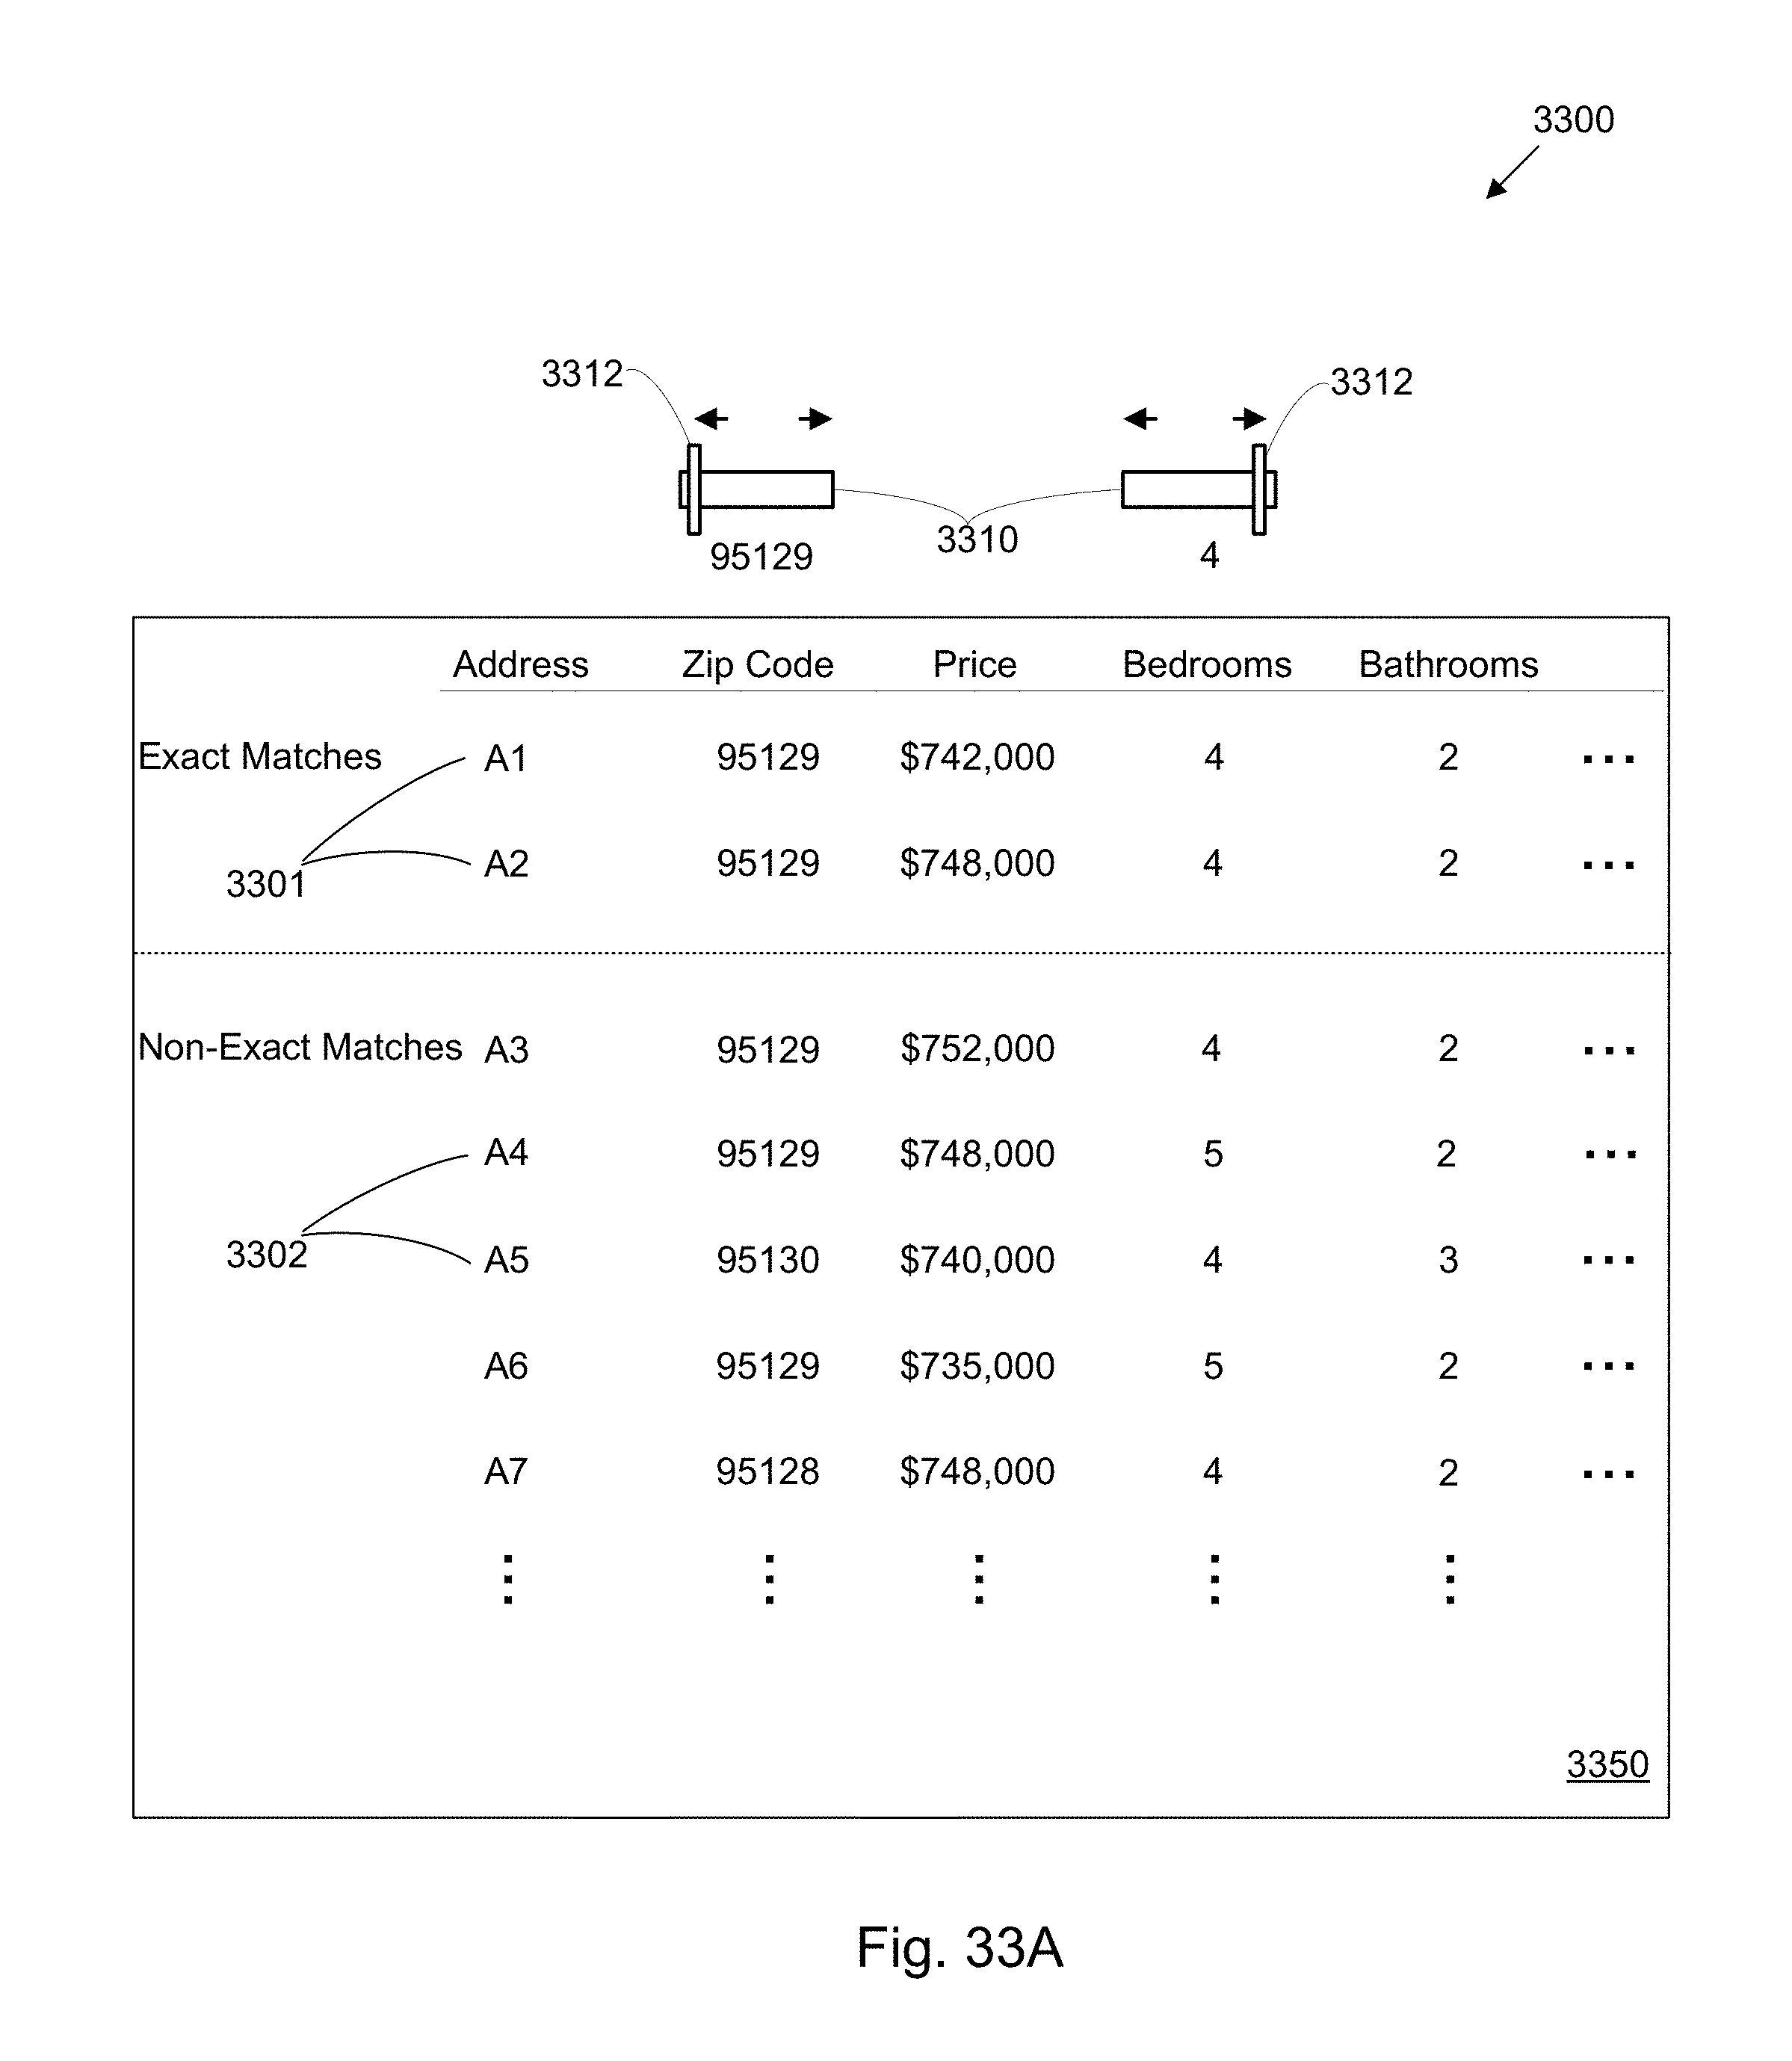 3300
3312 3312
3310
95129 4
Address Zip Code Price Bedrooms Bathrooms
Exact Matches A1 95129 $742,000 4 2 ...
3301 A2 95129 $748,000 4 2 ...
Non-Exact Matches A3 95129 $752,000 4 2 ...
A4 95129 $748,000 5 2 ...
3302 A5 95130 $740,000 4 3 ...
A6 95129 $735,000 5 2 ...
A7 95128 $748,000 4 2 ...
3350
Fig. 33A